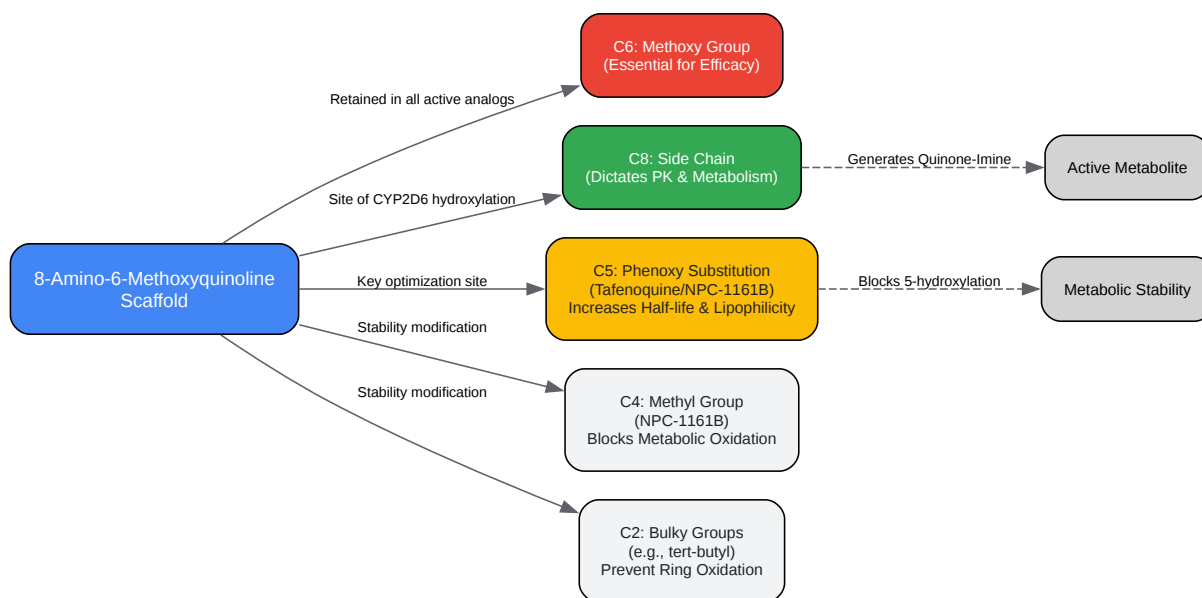 C6: Methoxy Group
(Essential for Efficacy)
Retained in all active analogs
C8: Side Chain
(Dictates PK & Metabolism)
Generates Quinone-Imine
Active Metabolite
Site of CYP2D6 hydroxylation
8-Amino-6-Methoxyquinoline
Scaffold
Key optimization site
C5: Phenoxy Substitution
(Tafenoquine/NPC-1161B)
Increases Half-life & Lipophilicity
Blocks 5-hydroxylation
Metabolic Stability
Stability modification
C4: Methyl Group
(NPC-1161B)
Blocks Metabolic Oxidation
Stability modification
C2: Bulky Groups
(e.g., tert-butyl)
Prevent Ring Oxidation